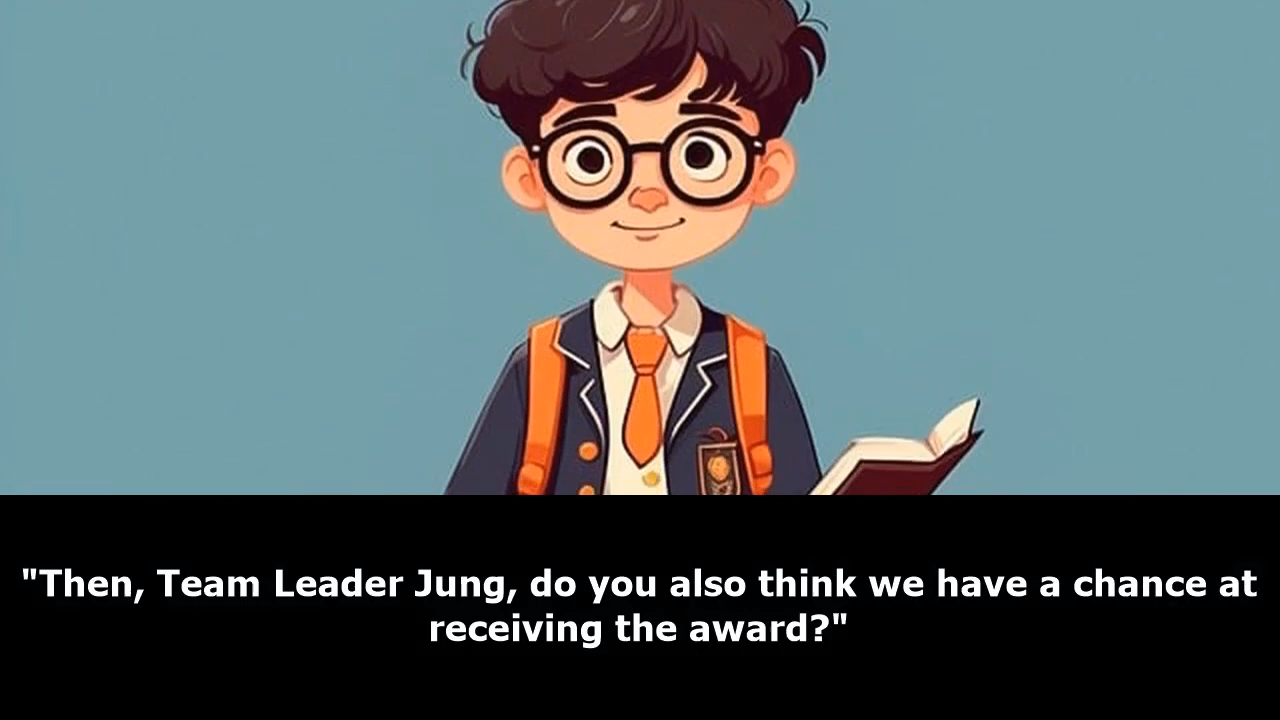 "Then, Team Leader Jung, do you also think we have a chance at
receiving the award?"